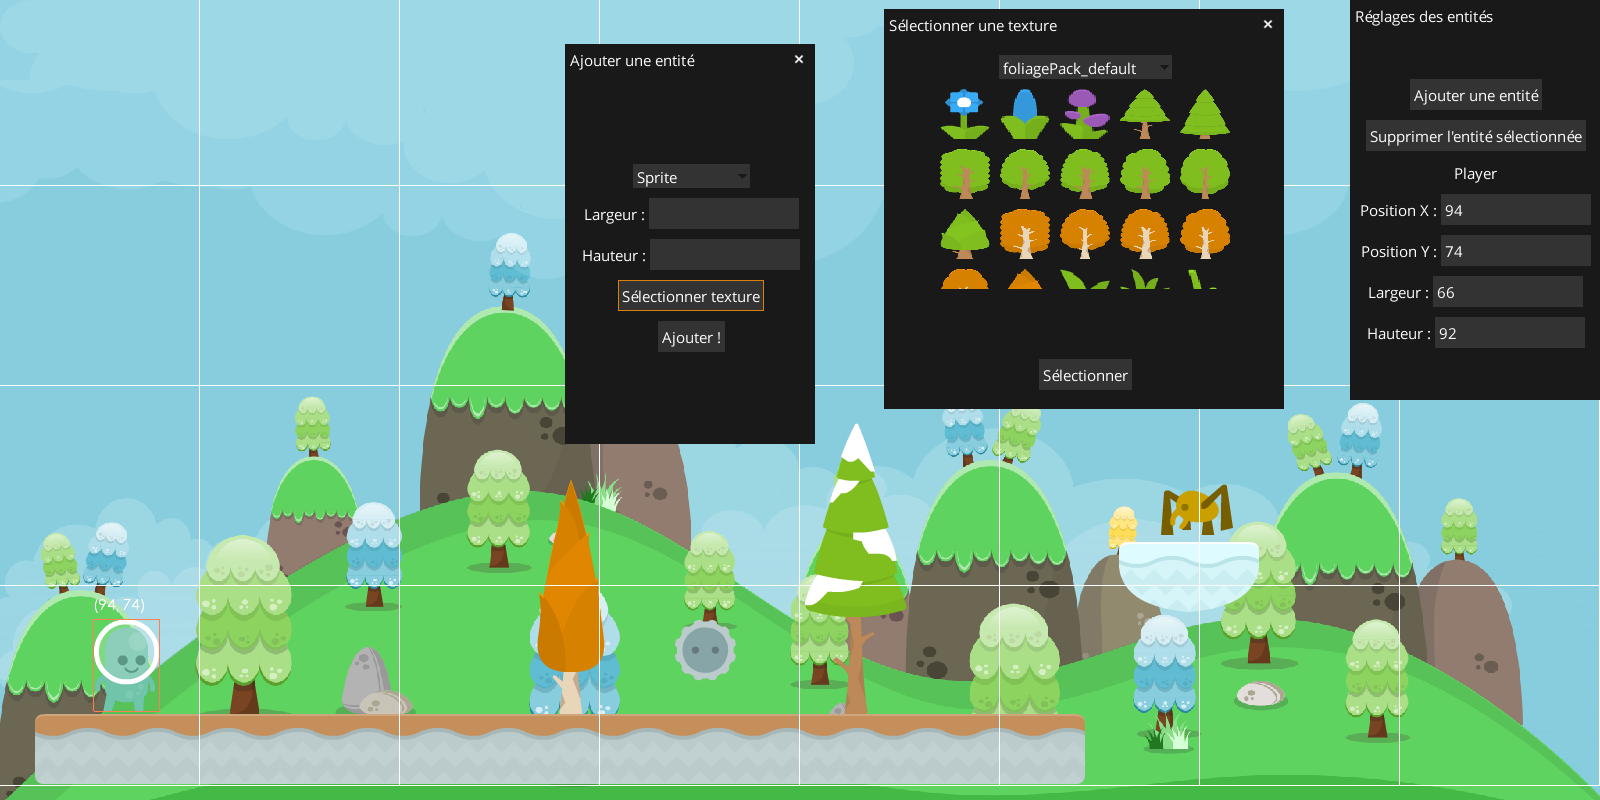 Ajouter une entité
Sprite
Largeur :
Hauteur :
Sélectionner texture
Ajouter !
Sélectionner une texture
foliagePack_default
Sélectionner
Réglages des entités
Ajouter une entité
Supprimer l'entité sélectionnée
Player
Position X : 94
Position Y : 74
Largeur : 66
Hauteur : 92
(94, 74)